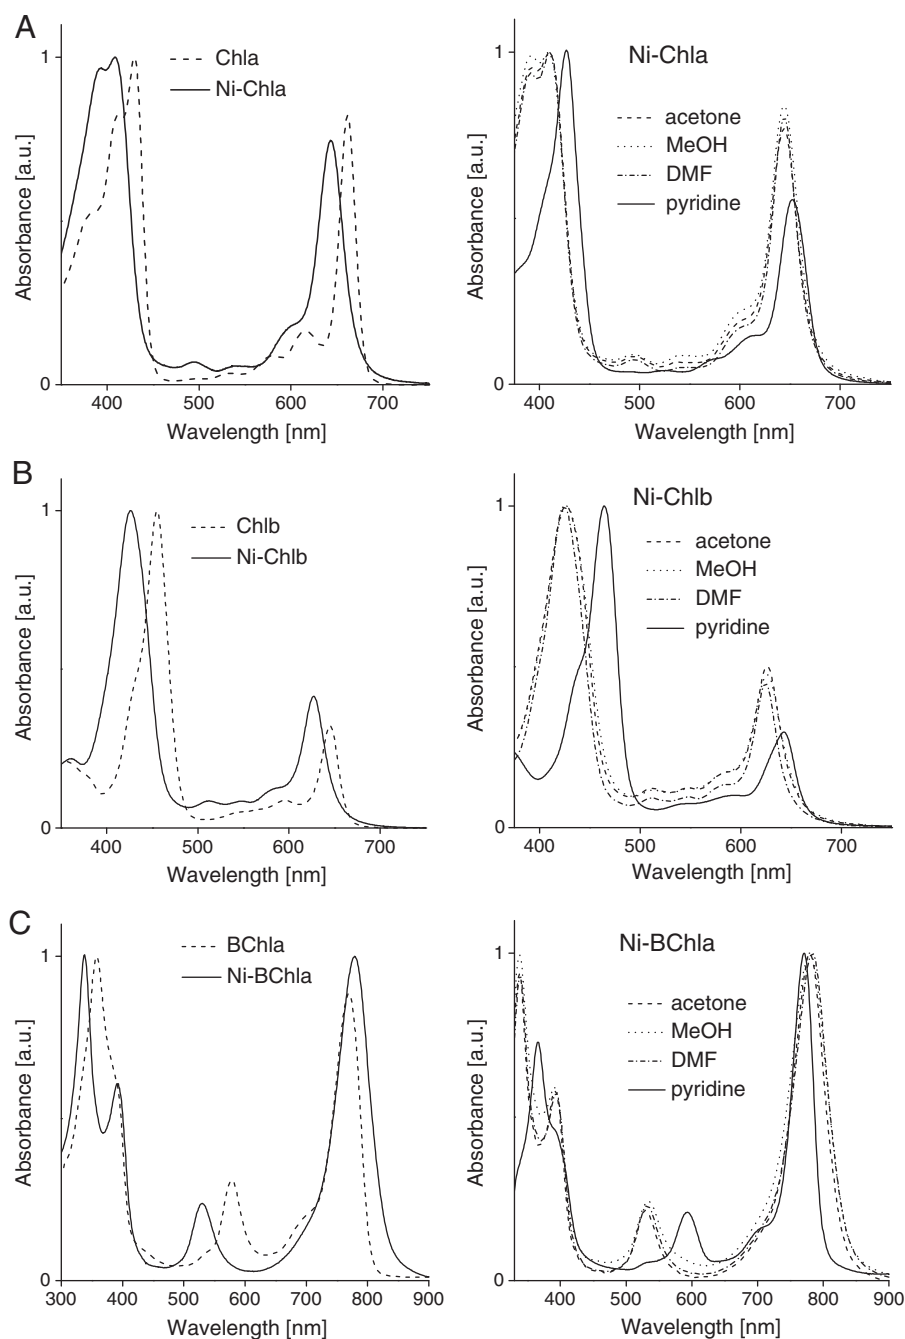 A
Absorbance [a.u.]
1
0
Chla
Ni-Chla
400 500 600 700
Wavelength [nm]
Absorbance [a.u.]
1
0
Ni-Chla
acetone
MeOH
DMF
pyridine
400 500 600 700
Wavelength [nm]
B
Absorbance [a.u.]
1
0
Chlb
Ni-Chlb
400 500 600 700
Wavelength [nm]
Absorbance [a.u.]
1
0
Ni-Chlb
acetone
MeOH
DMF
pyridine
400 500 600 700
Wavelength [nm]
C
Absorbance [a.u.]
1
0
BChla
Ni-BChla
300 400 500 600 700 800 900
Wavelength [nm]
Absorbance [a.u.]
1
0
Ni-BChla
acetone
MeOH
DMF
pyridine
400 500 600 700 800 900
Wavelength [nm]